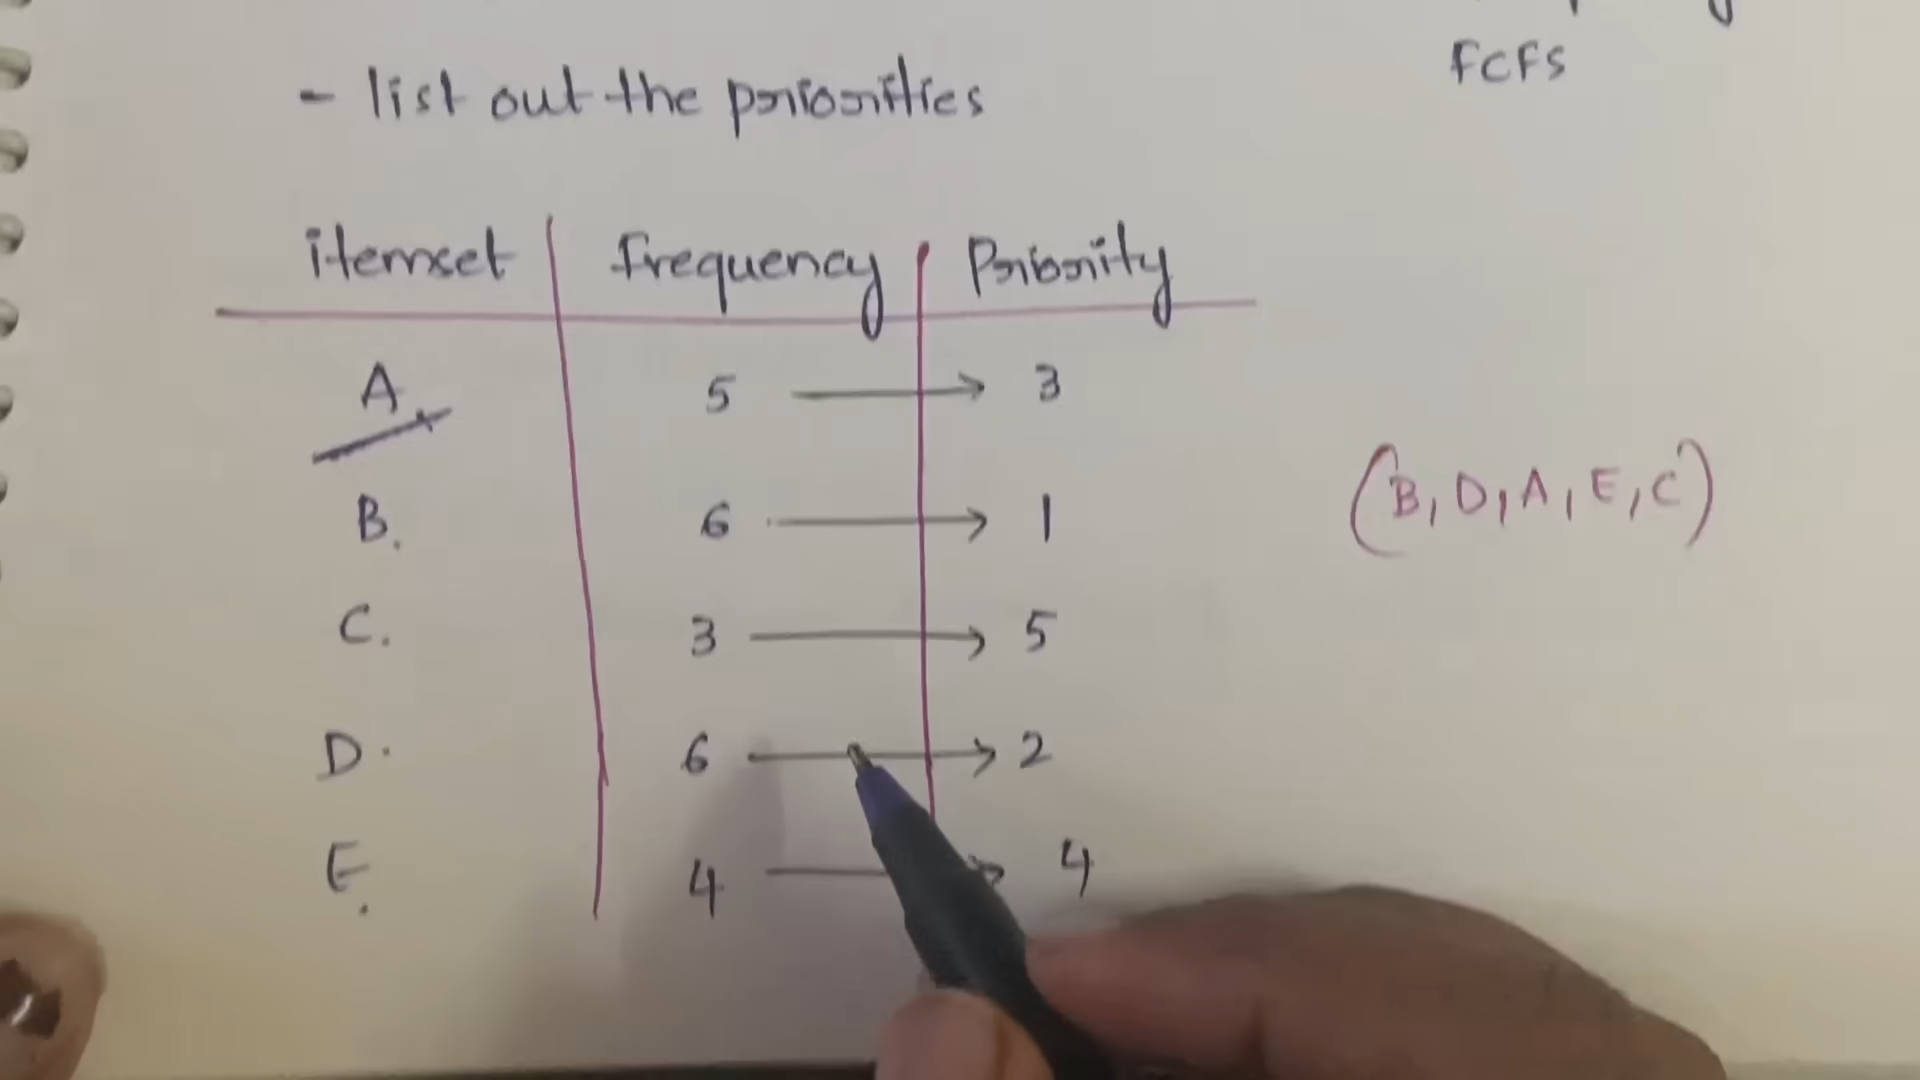 FCFS
- list out the priorities
itemset frequency Priority
A 5 → 3
B. 6 → 1
(B, D, A, E, C)
C. 3 → 5
D. 6 → 2
E. 4 → 4